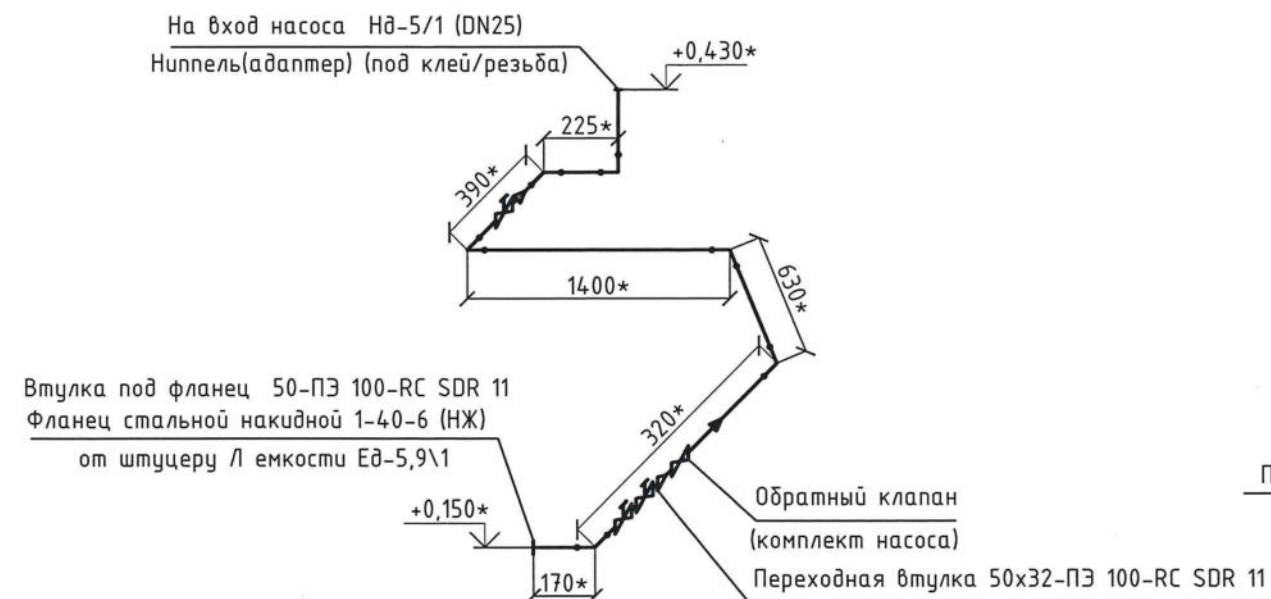 На вход насоса Нд-5/1 (DN25)
Ниппель(адаптер) (под клей/резьба)
+0,430*
225*
390*
1400*
630*
Втулка под фланец 50-ПЭ 100-RC SDR 11
Фланец стальной накидной 1-40-6 (НЖ)
от штуцеру Л емкости Ед-5,9\1
320*
+0,150*
170*
Обратный клапан
(комплект насоса)
Переходная втулка 50х32-ПЭ 100-RC SDR 11
П